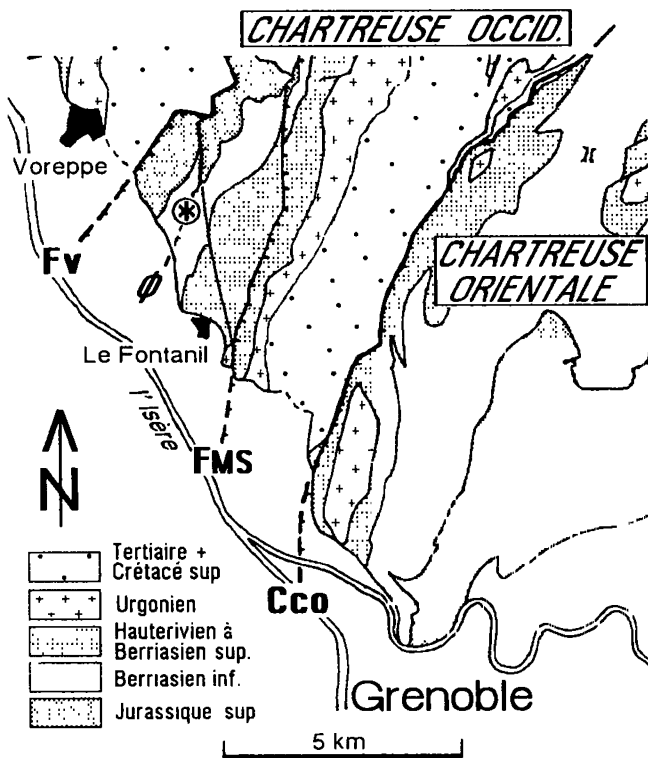 CHARTREUSE OCCID.
Voreppe
Fv
ϕ
CHARTREUSE
ORIENTALE
Le Fontanil
l'Isère
N
FMS
Cco
Tertiaire +
Crétacé sup
Urgonien
Hauterivien à
Berriasien sup.
Berriasien inf.
Jurassique sup
Grenoble
5 km